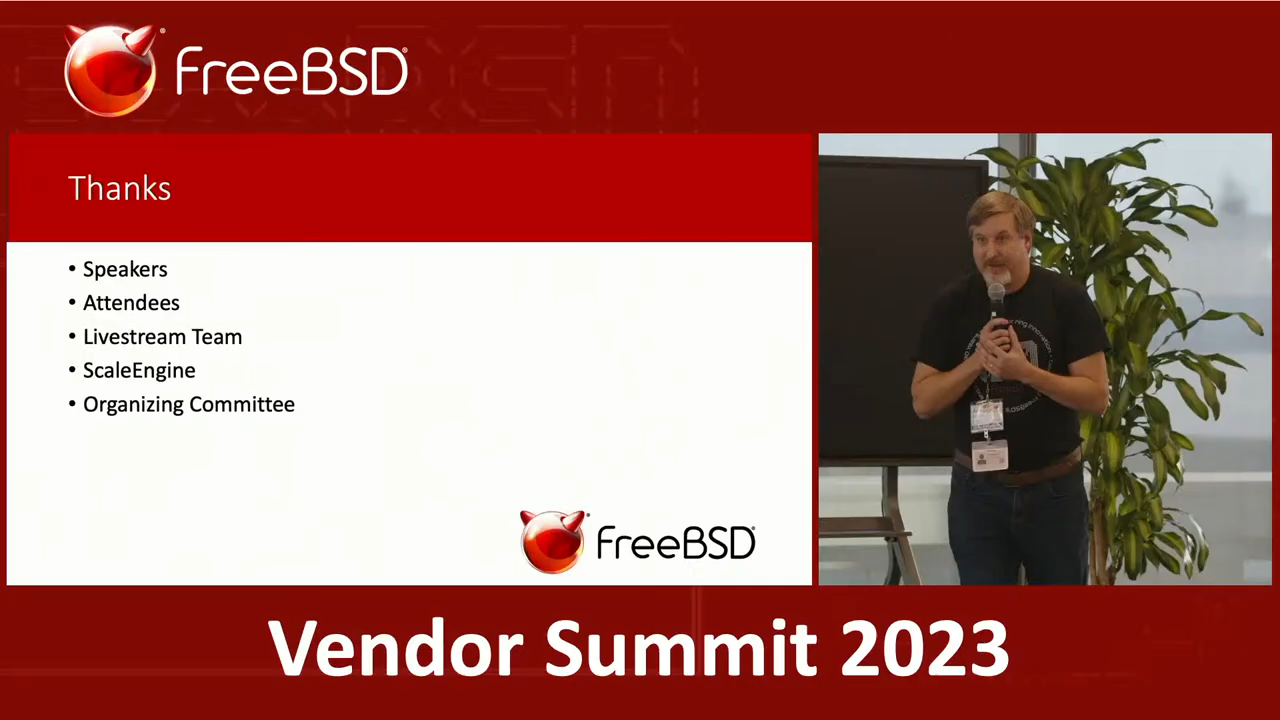 FreeBSD®
Thanks
• Speakers
• Attendees
• Livestream Team
• ScaleEngine
• Organizing Committee
FreeBSD®
Vendor Summit 2023